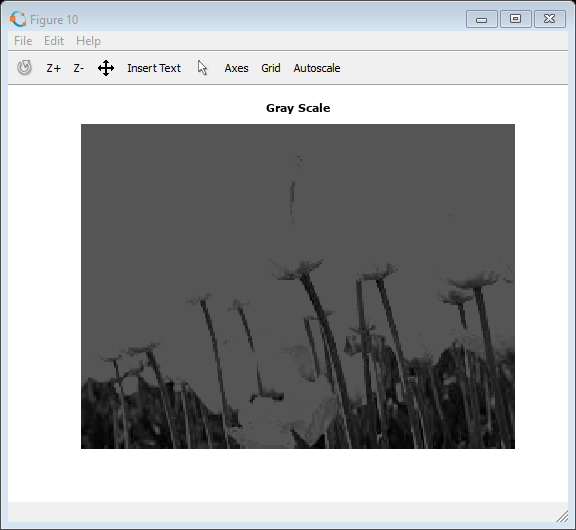 Figure 10
File Edit Help
Z+ Z- Insert Text Axes Grid Autoscale
Gray Scale